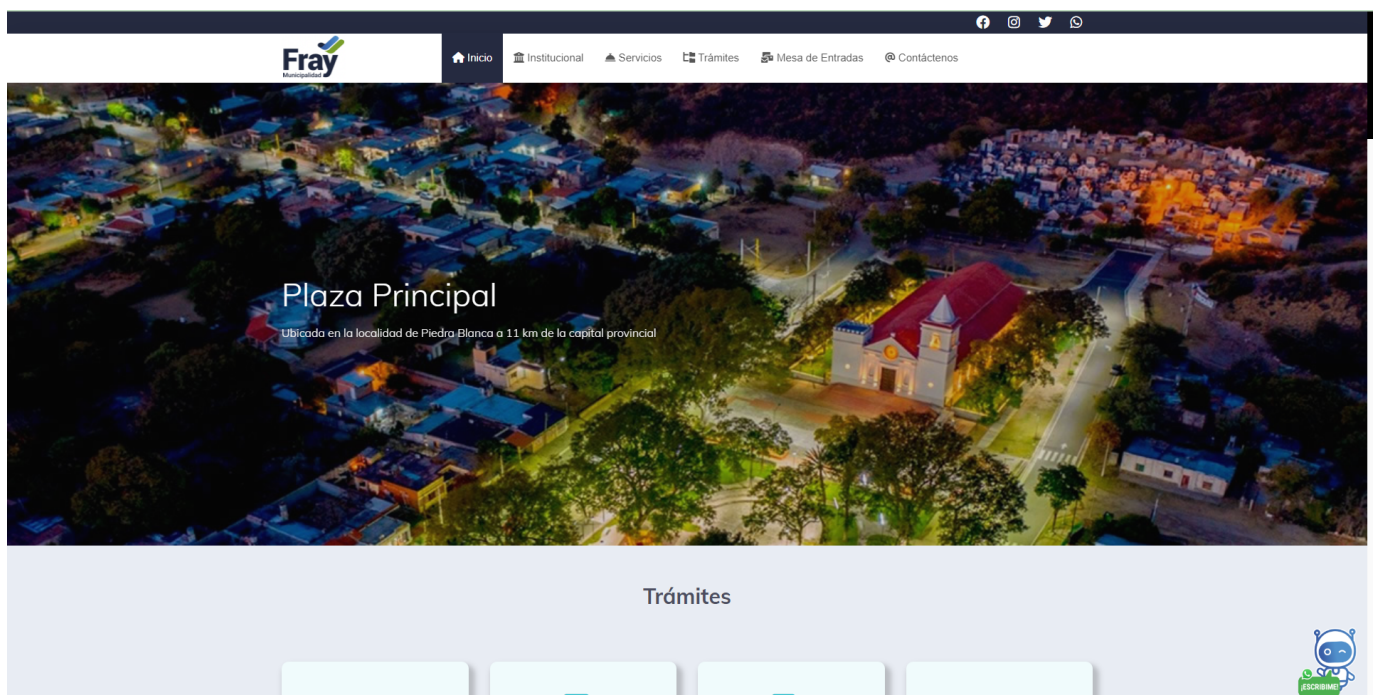 Fray
Municipalidad
Inicio
Institucional
Servicios
Trámites
Mesa de Entradas
Contáctenos
Plaza Principal
Ubicada en la localidad de Piedra Blanca a 11 km de la capital provincial
Trámites
¡ESCRIBIME!